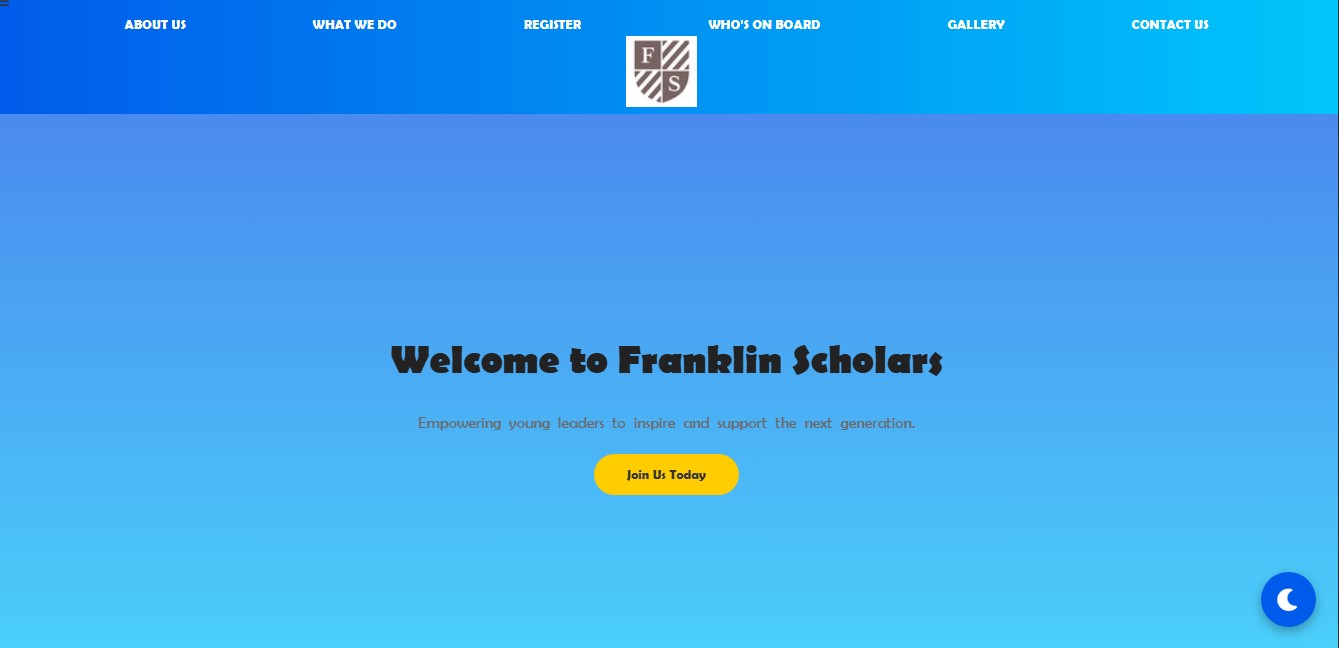 ABOUT US WHAT WE DO REGISTER WHO'S ON BOARD GALLERY CONTACT US
F
S
Welcome to Franklin Scholars
Empowering young leaders to inspire and support the next generation.
Join Us Today